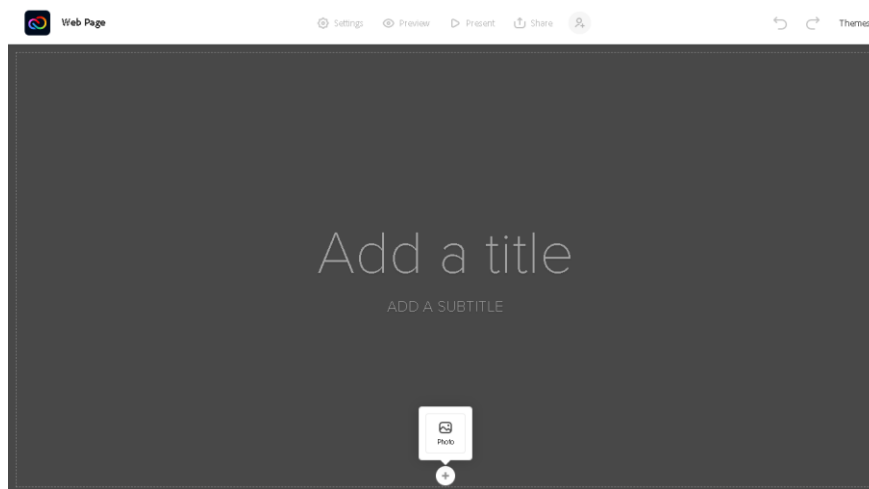 Web Page
Settings Preview Present Share
Themes
Add a title
ADD A SUBTITLE
Photo